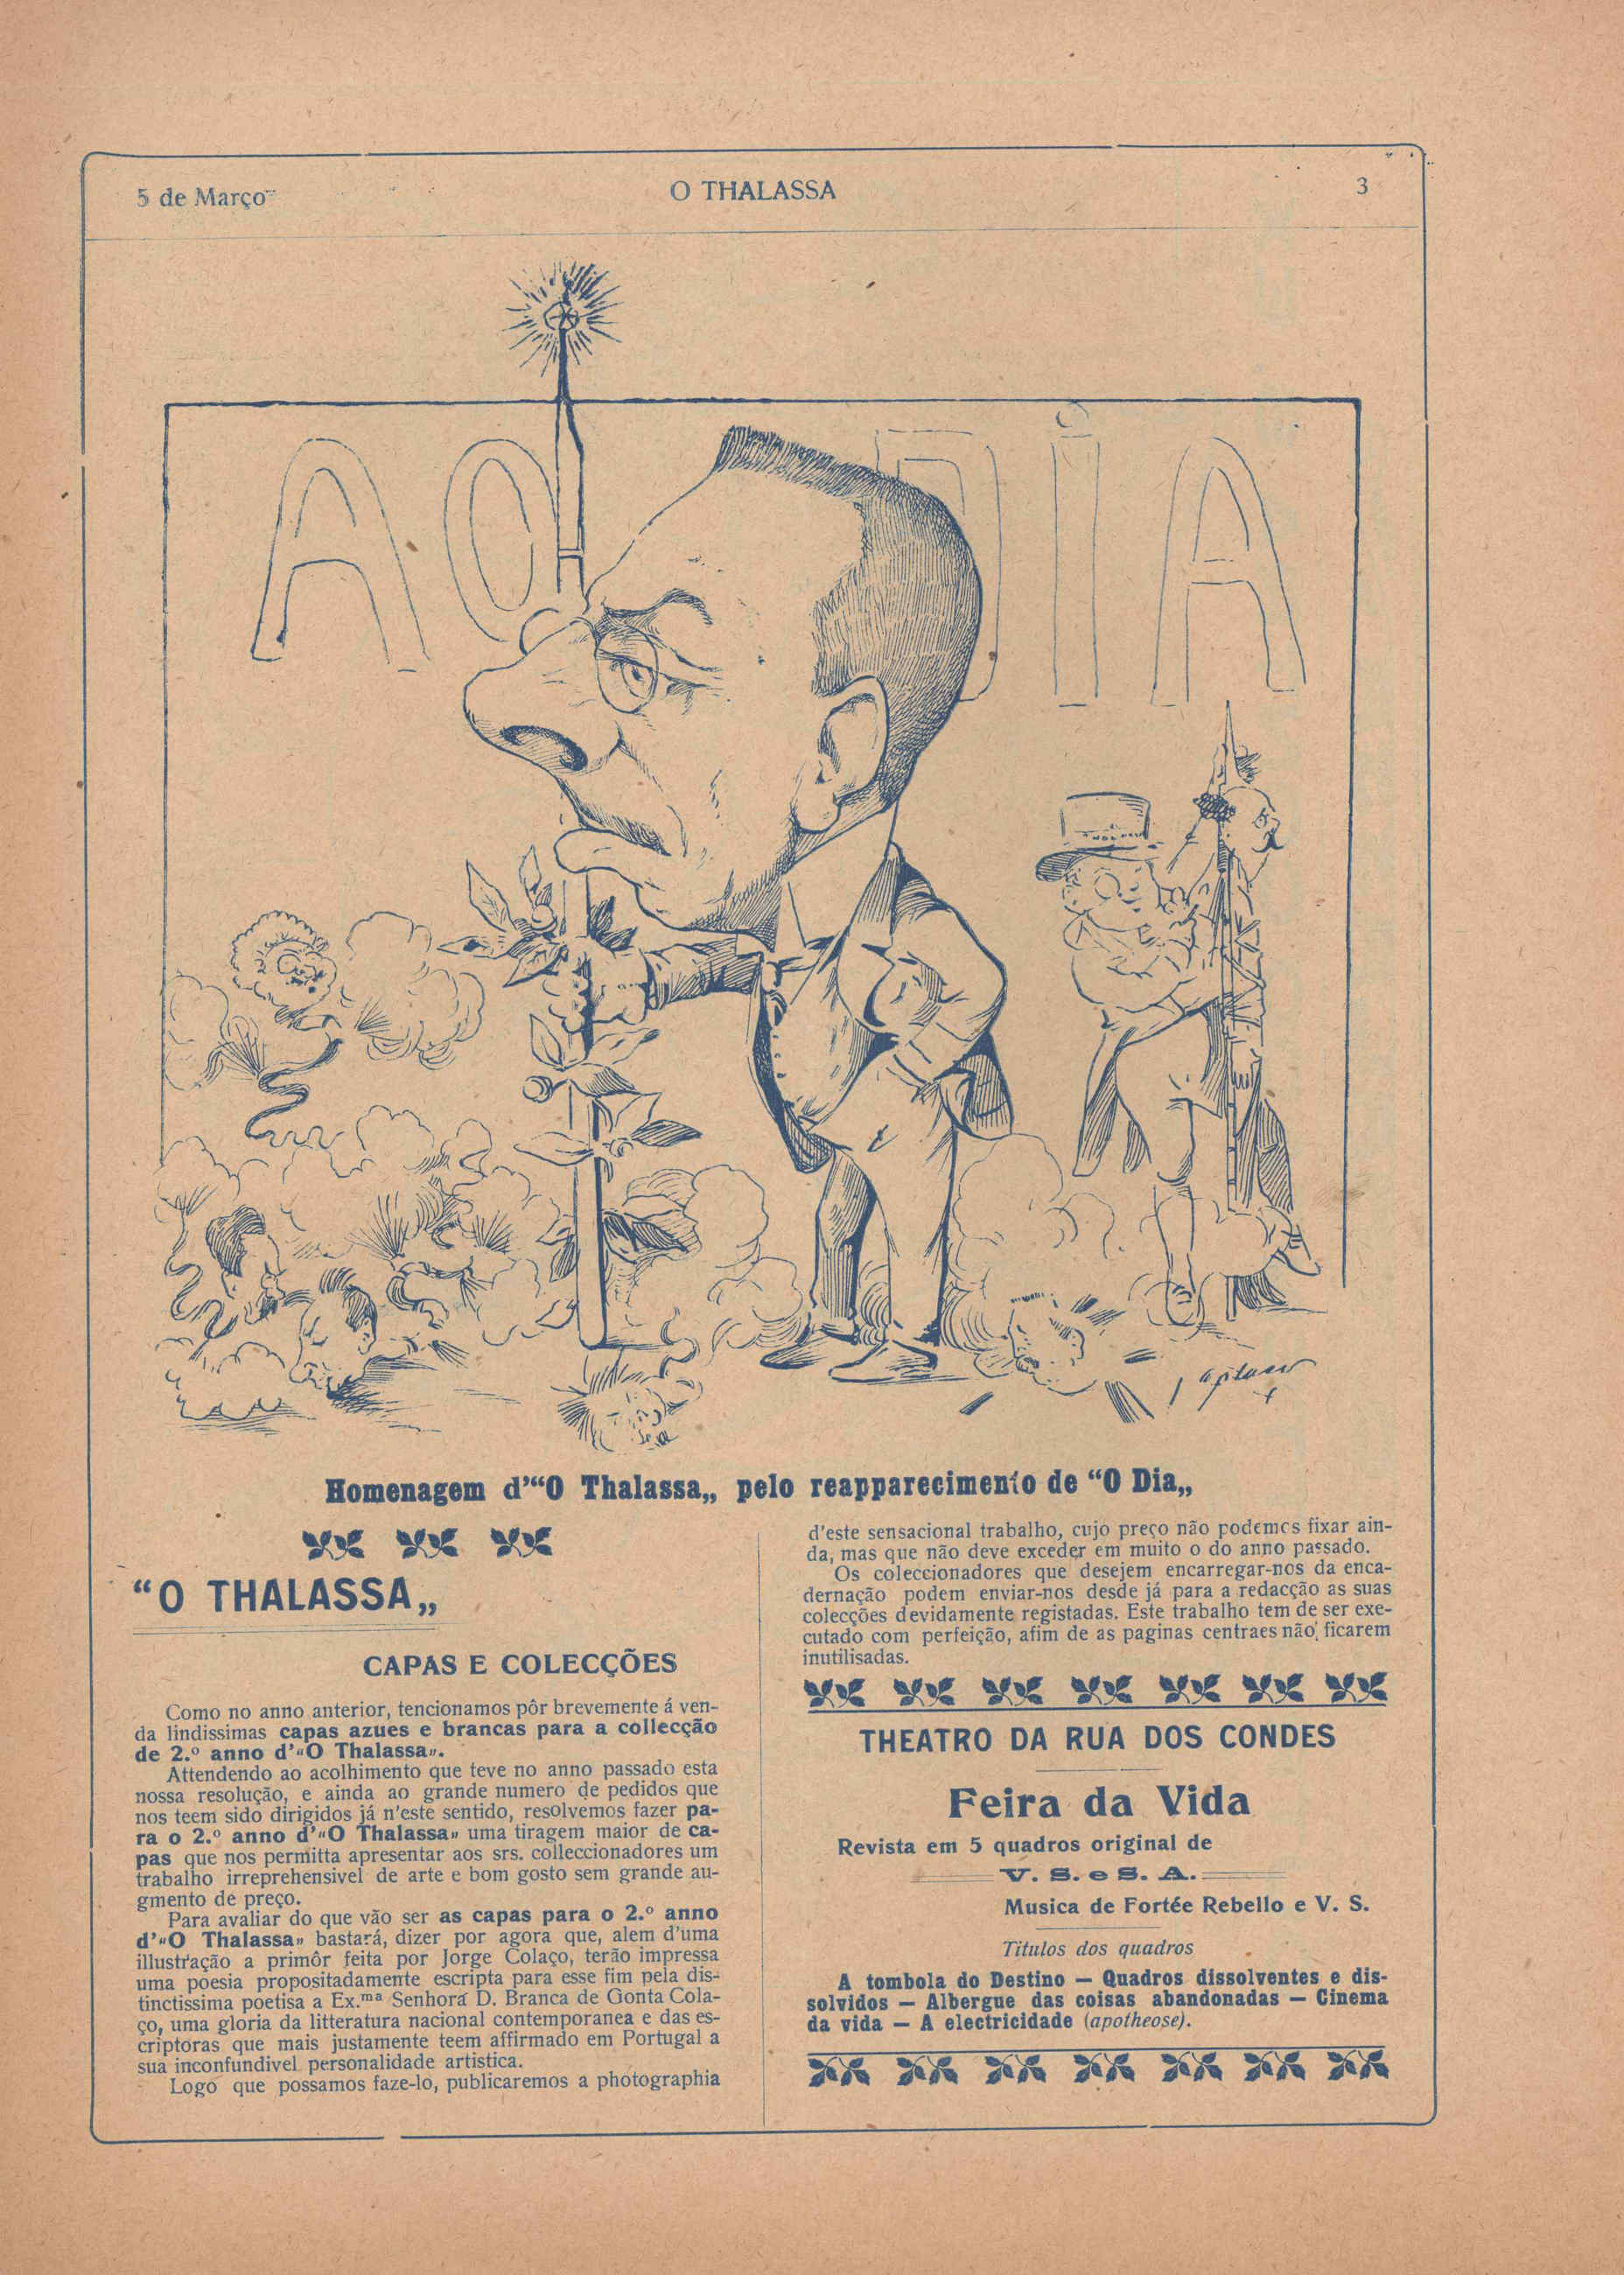 5 de Março
O THALASSA
3
AO DIA
Homenagem d'“O Thalassa„ pelo reapparecimento de “O Dia„
“O THALASSA„
CAPAS E COLECÇÕES
Como no anno anterior, tencionamos pôr brevemente á ven-
da lindissimas capas azues e brancas para a collecção
de 2.º anno d'«O Thalassa».
Attendendo ao acolhimento que teve no anno passado esta
nossa resolução, e ainda ao grande numero de pedidos que
nos teem sido dirigidos já n'este sentido, resolvemos fazer pa-
ra o 2.º anno d'«O Thalassa» uma tiragem maior de ca-
pas que nos permitta apresentar aos srs. colleccionadores um
trabalho irreprehensivel de arte e bom gosto sem grande au-
gmento de preço.
Para avaliar do que vão ser as capas para o 2.º anno
d'«O Thalassa» bastará, dizer por agora que, alem d'uma
illustração a primôr feita por Jorge Colaço, terão impressa
uma poesia propositadamente escripta para esse fim pela dis-
tinctissima poetisa a Ex.ma Senhora D. Branca de Gonta Cola-
ço, uma gloria da litteratura nacional contemporanea e das es-
criptoras que mais justamente teem affirmado em Portugal a
sua inconfundivel personalidade artistica.
Logo que possamos faze-lo, publicaremos a photographia
d'este sensacional trabalho, cujo preço não podemos fixar ain-
da, mas que não deve exceder em muito o do anno passado.
Os coleccionadores que desejem encarregar-nos da enca-
dernação podem enviar-nos desde já para a redacção as suas
colecções devidamente registadas. Este trabalho tem de ser exe-
cutado com perfeição, afim de as paginas centraes não ficarem
inutilisadas.
THEATRO DA RUA DOS CONDES
Feira da Vida
Revista em 5 quadros original de
V. S. e S. A.
Musica de Fortée Rebello e V. S.
Titulos dos quadros
A tombola do Destino — Quadros dissolventes e dis-
solvidos — Albergue das coisas abandonadas — Cinema
da vida — A electricidade (apotheose).